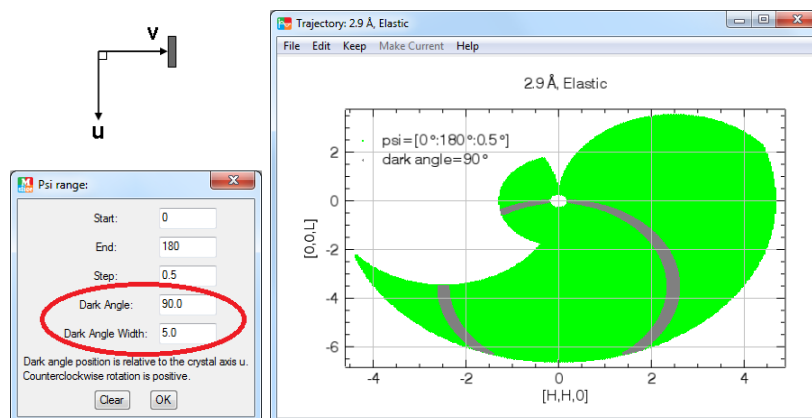 v
u
Psi range:
Start: 0
End: 180
Step: 0.5
Dark Angle: 90.0
Dark Angle Width: 5.0
Dark angle position is relative to the crystal axis u.
Counterclockwise rotation is positive.
Clear OK
Trajectory: 2.9 Å, Elastic
File Edit Keep Make Current Help
2.9 Å, Elastic
psi=[0°:180°:0.5°]
dark angle=90°
2
0
-2
-4
-6
[0,0,L]
-4 -2 0 2 4
[H,H,0]